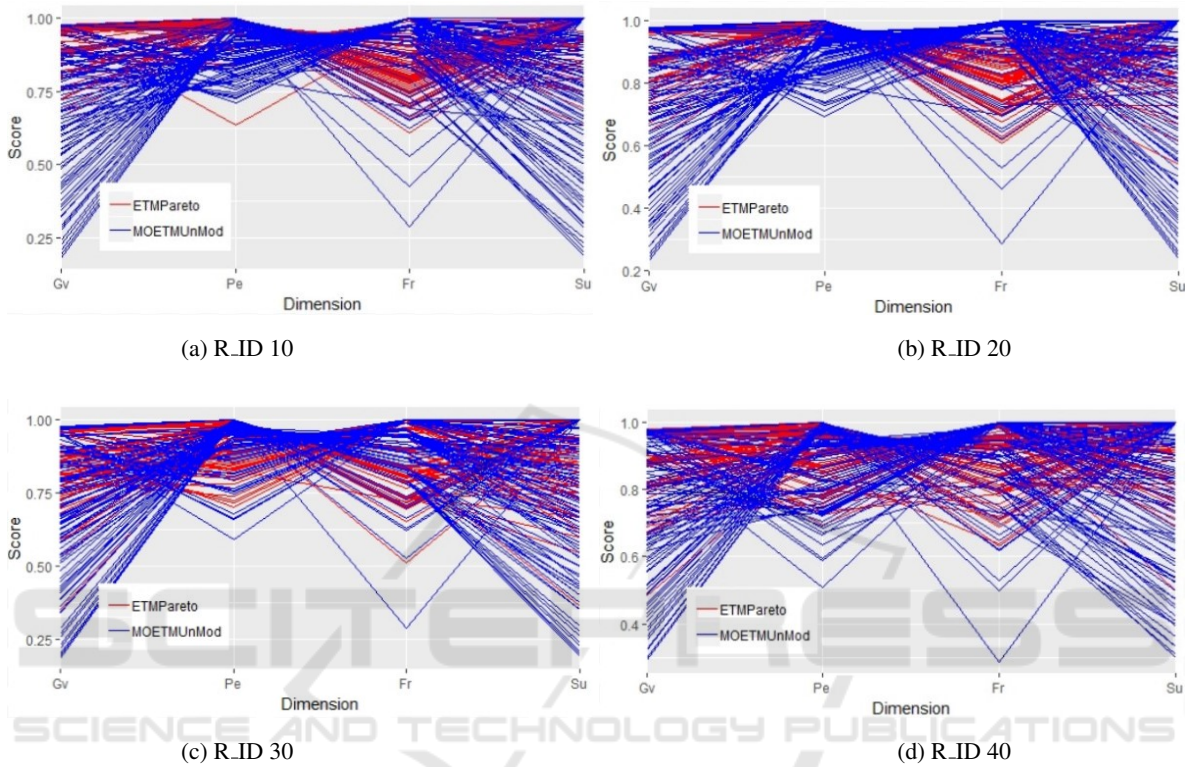 1.00
0.75
0.50
0.25
Score
ETMPareto
MOETMUnMod
Gv Pe Fr Su
Dimension
(a) R_ID 10
1.0
0.8
0.6
0.4
0.2
Score
ETMPareto
MOETMUnMod
Gv Pe Fr Su
Dimension
(b) R_ID 20
1.00
0.75
0.50
0.25
Score
ETMPareto
MOETMUnMod
Gv Pe Fr Su
Dimension
(c) R_ID 30
1.0
0.8
0.6
0.4
Score
ETMPareto
MOETMUnMod
Gv Pe Fr Su
Dimension
(d) R_ID 40
SCITEPRESS
SCIENCE AND TECHNOLOGY PUBLICATIONS